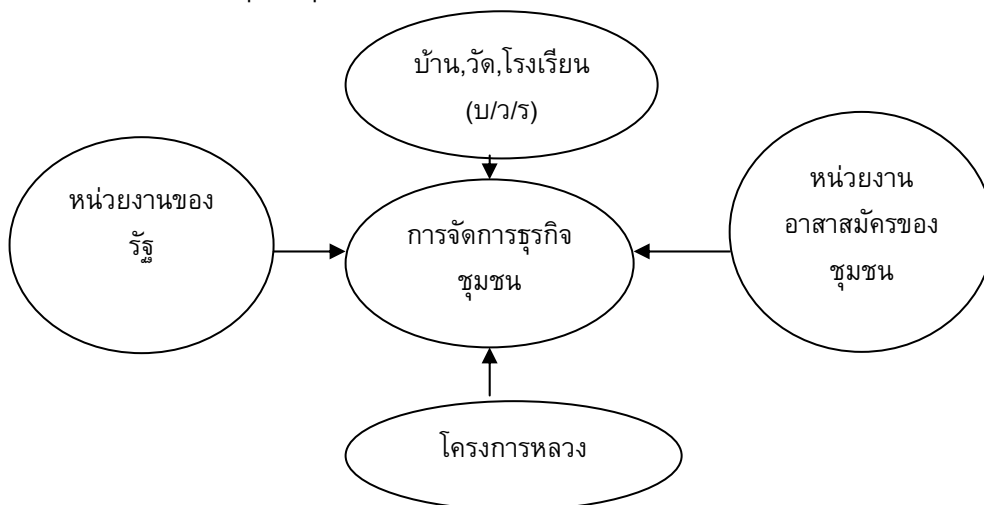 บ้าน,วัด,โรงเรียน
(บ/ว/ร)
หน่วยงานของ
รัฐ
การจัดการธุรกิจ
ชุมชน
หน่วยงาน
อาสาสมัครของ
ชุมชน
โครงการหลวง